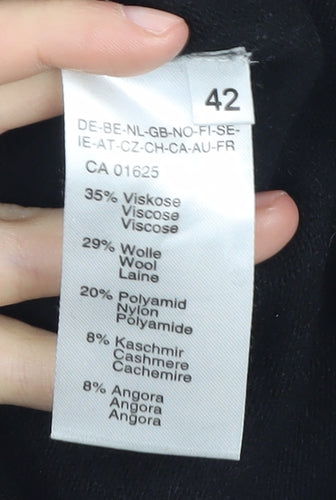 42
DE-BE-NL-GB-NO-FI-SE-
IE-AT-CZ-CH-CA-AU-FR
CA 01625
35% Viskose
Viscose
Viscose
29% Wolle
Wool
Laine
20% Polyamid
Nylon
Polyamide
8% Kaschmir
Cashmere
Cachemire
8% Angora
Angora
Angora